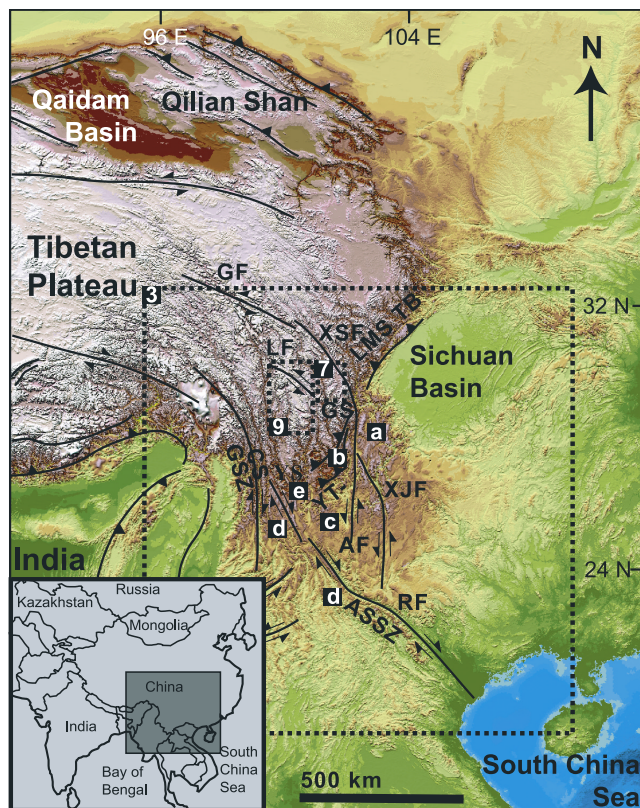 96 E
104 E
N
Qaidam
Basin
Qilian Shan
Tibetan
Plateau
GF
3
32 N
XSF
LMS TB
LF
7
Sichuan
Basin
GS
9
a
b
GSZ
CS
e
XJF
d
c
AF
India
24 N
d
ASSZ
RF
Russia
Kazakhstan
Mongolia
China
India
Bay of
Bengal
South
China
Sea
500 km
South China
Sea